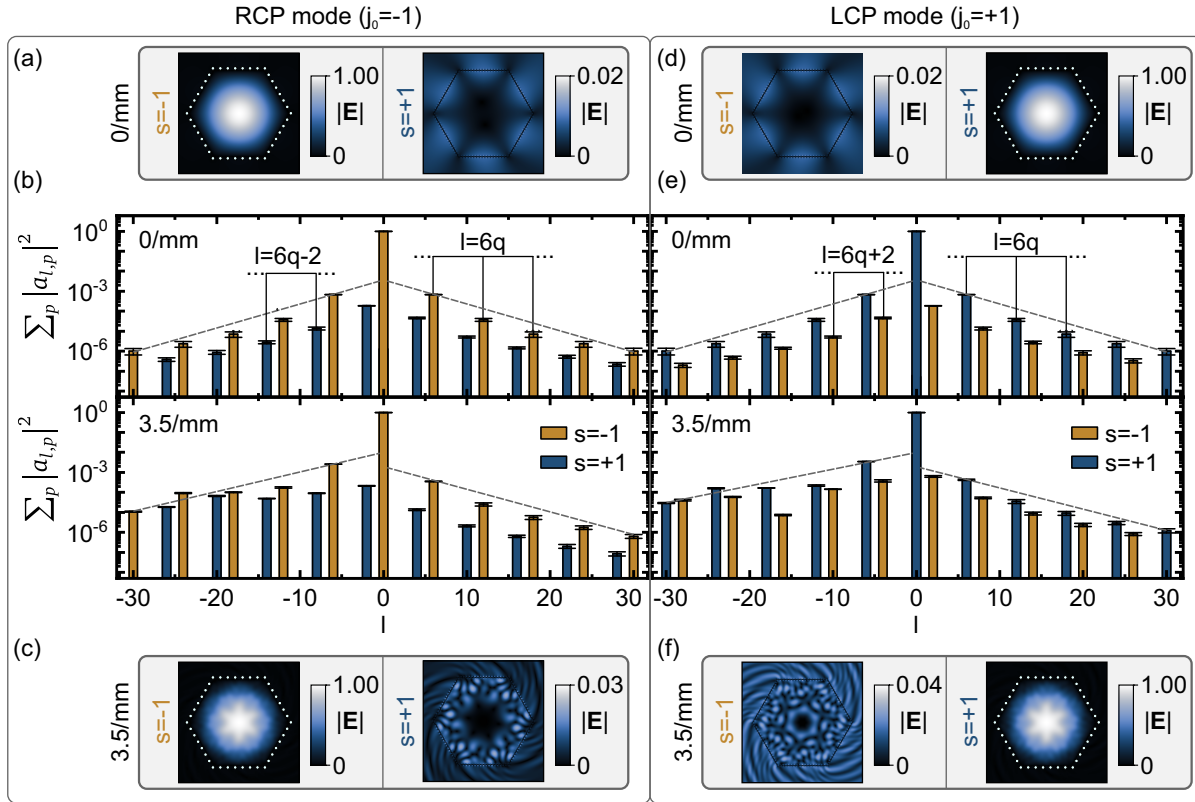 RCP mode (j₀=-1)
LCP mode (j₀=+1)
(a)
0/mm
s=-1
1.00
|E|
0
s=+1
0.02
|E|
0
(d)
0/mm
s=-1
0.02
|E|
0
s=+1
1.00
|E|
0
(b)
∑ₚ |aₗ,ₚ|²
10⁰
10⁻³
10⁻⁶
0/mm
l=6q-2
l=6q
(e)
0/mm
l=6q+2
l=6q
∑ₚ |aₗ,ₚ|²
10⁰
10⁻³
10⁻⁶
3.5/mm
s=-1
s=+1
3.5/mm
s=-1
s=+1
-30 -20 -10 0 10 20 30
l
-30 -20 -10 0 10 20 30
l
(c)
3.5/mm
s=-1
1.00
|E|
0
s=+1
0.03
|E|
0
(f)
3.5/mm
s=-1
0.04
|E|
0
s=+1
1.00
|E|
0